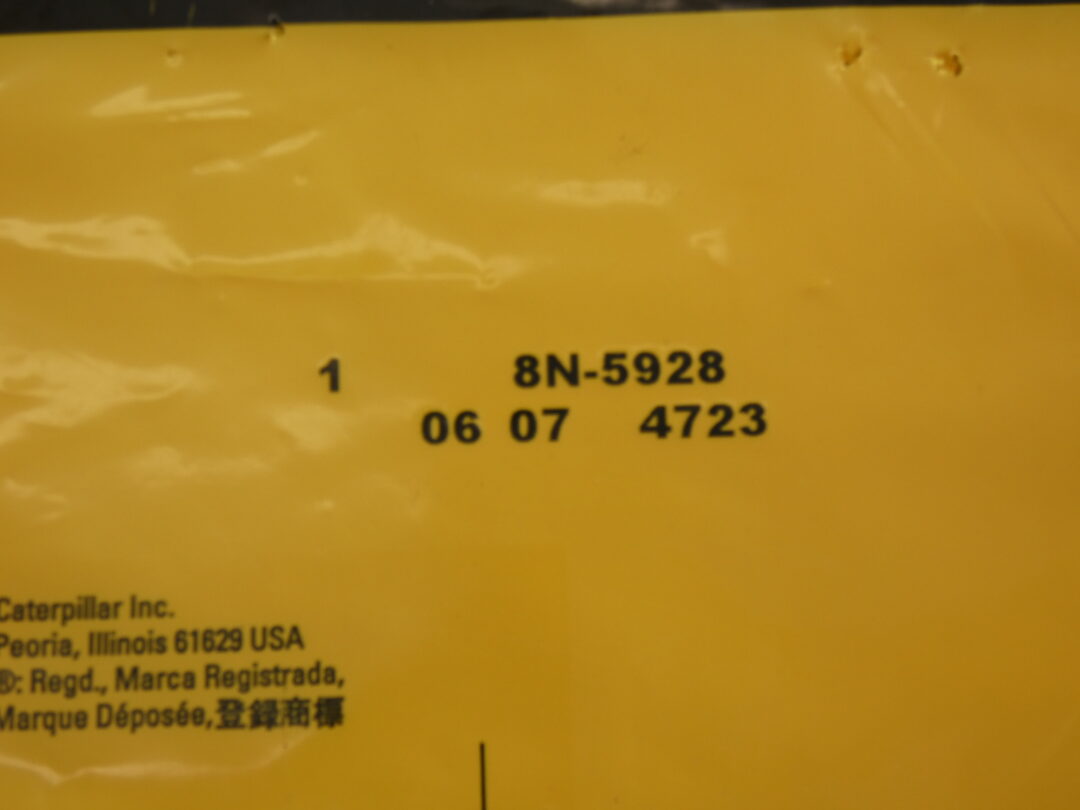 1 8N-5928
06 07 4723
Caterpillar Inc.
Peoria, Illinois 61629 USA
®: Regd., Marca Registrada,
Marque Déposée,登録商標